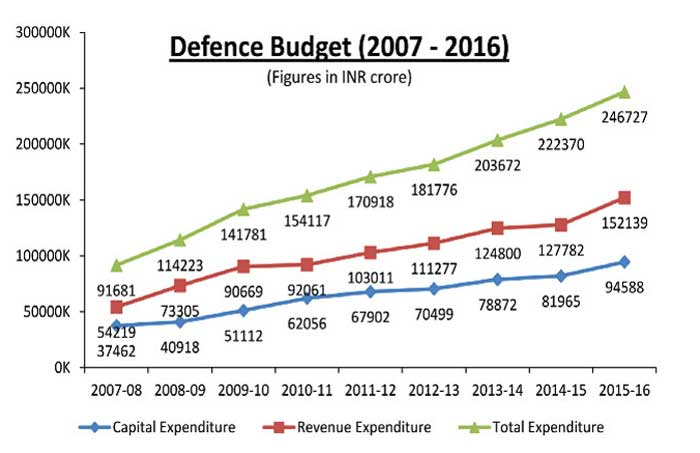 Defence Budget (2007 - 2016)
(Figures in INR crore)
300000K
250000K
200000K
150000K
100000K
50000K
0K
246727
222370
203672
181776
170918
154117
141781
114223
91681
152139
127782
124800
111277
103011
92061
90669
73305
54219
94588
81965
78872
70499
67902
62056
51112
40918
37462
2007-08 2008-09 2009-10 2010-11 2011-12 2012-13 2013-14 2014-15 2015-16
Capital Expenditure Revenue Expenditure Total Expenditure